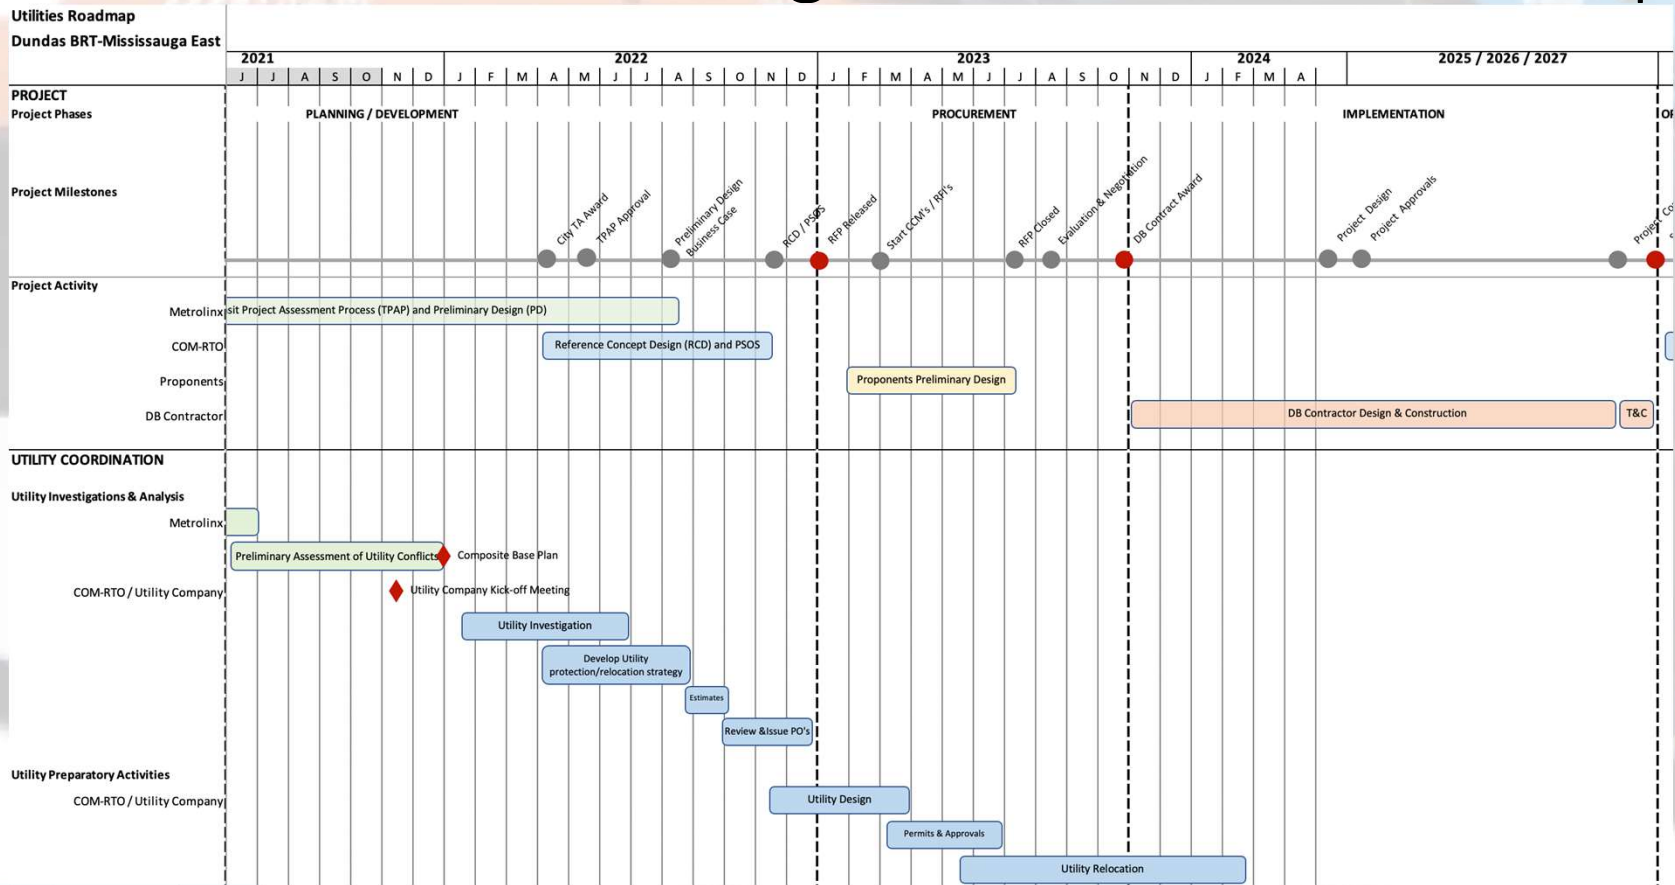 Utilities Roadmap
Dundas BRT-Mississauga East
2021 2022 2023 2024 2025 / 2026 / 2027
J J A S O N D J F M A M J J A S O N D J F M A M J J A S O N D J F M A
PROJECT
Project Phases PLANNING / DEVELOPMENT PROCUREMENT IMPLEMENTATION
Project Milestones
City TA Award
TPAP Approval
Preliminary Design
Business Case
RCD / PSOS
RFP Released
Start CCM's / RFI's
RFP Closed
Evaluation & Negotiation
DB Contract Award
Project Design
Project Approvals
Project
Project Activity
Metrolinx sit Project Assessment Process (TPAP) and Preliminary Design (PD)
COM-RTO Reference Concept Design (RCD) and PSOS
Proponents Proponents Preliminary Design
DB Contractor DB Contractor Design & Construction T&C
UTILITY COORDINATION
Utility Investigations & Analysis
Metrolinx
Preliminary Assessment of Utility Conflicts Composite Base Plan
COM-RTO / Utility Company Utility Company Kick-off Meeting
Utility Investigation
Develop Utility
protection/relocation strategy
Estimates
Review &Issue PO's
Utility Preparatory Activities
COM-RTO / Utility Company Utility Design
Permits & Approvals
Utility Relocation